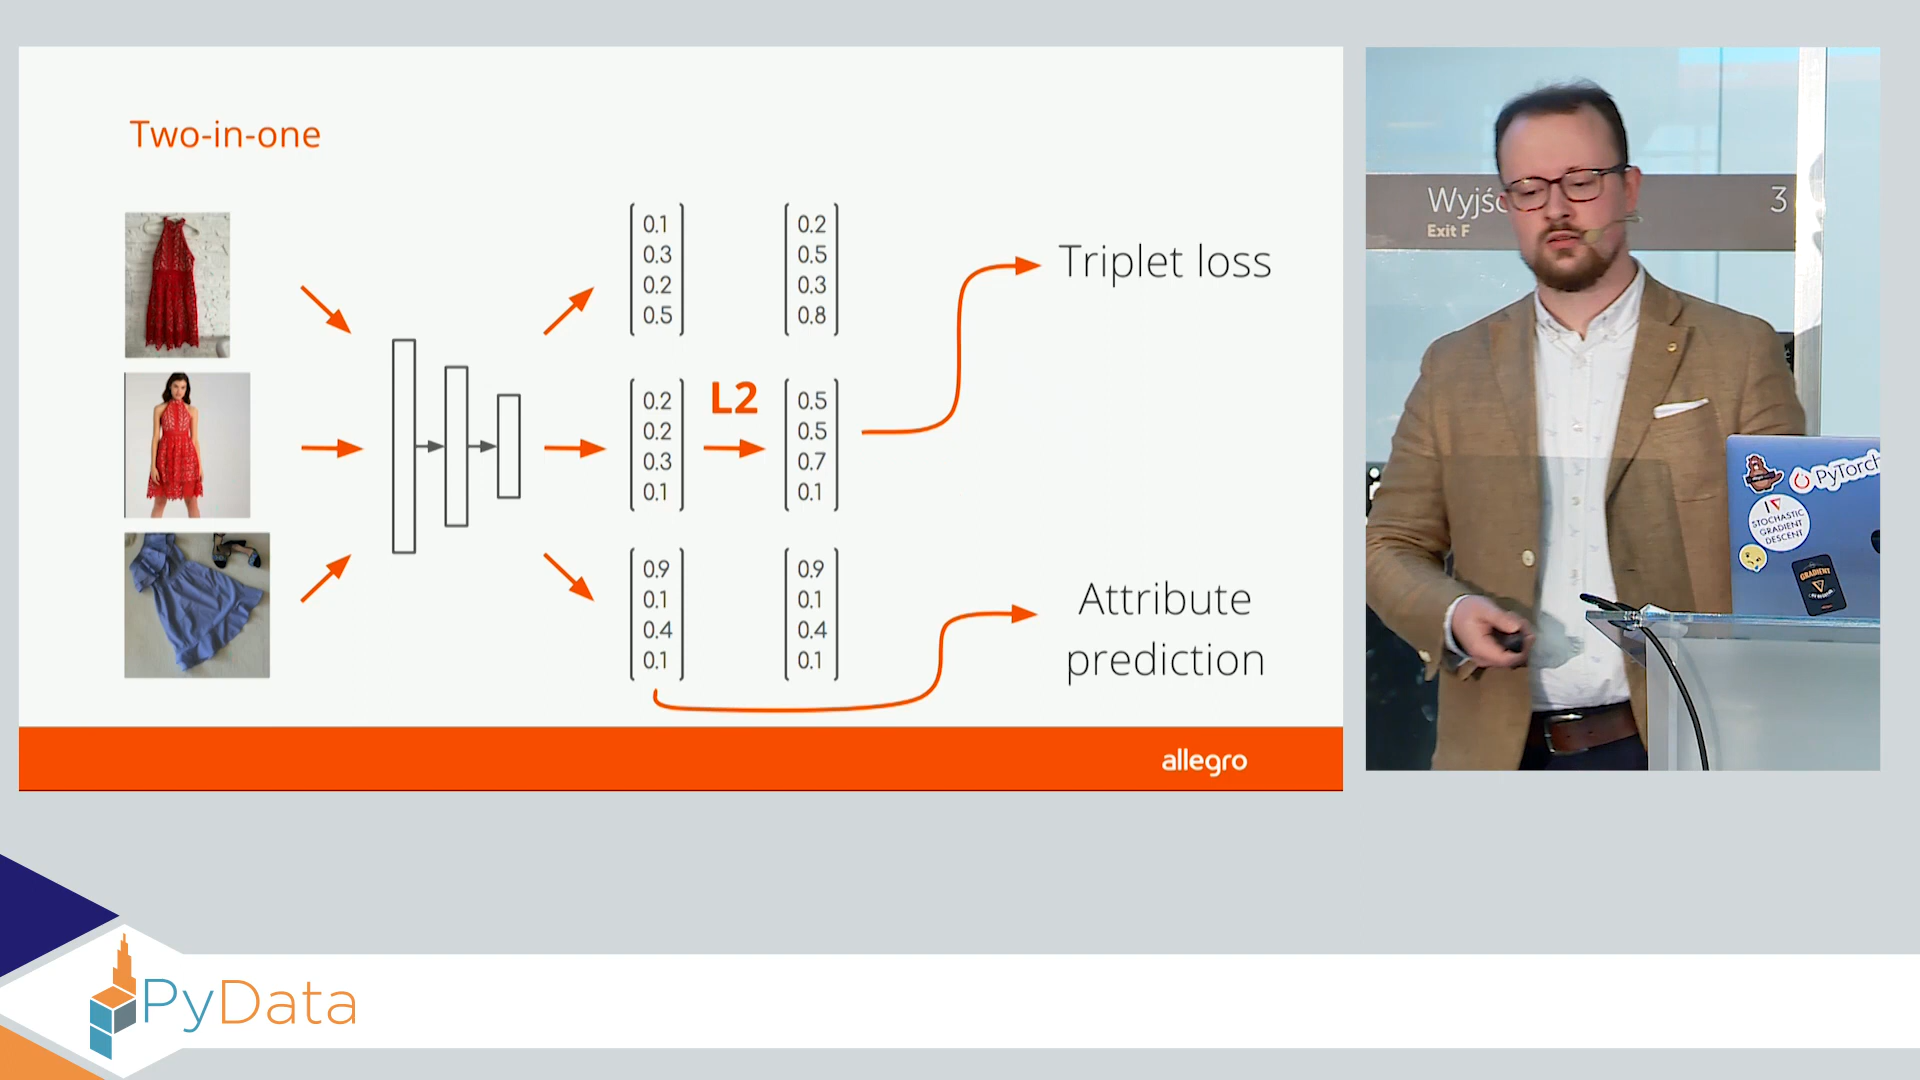 Two-in-one
0.1
0.3
0.2
0.5
0.2
0.5
0.3
0.8
Triplet loss
0.2
0.2
0.3
0.1
L2
0.5
0.5
0.7
0.1
0.9
0.1
0.4
0.1
0.9
0.1
0.4
0.1
Attribute
prediction
allegro
Wyjśc
Exit F
3
PyTorch
I
STOCHASTIC
GRADIENT
DESCENT
GRADIENT
PyData